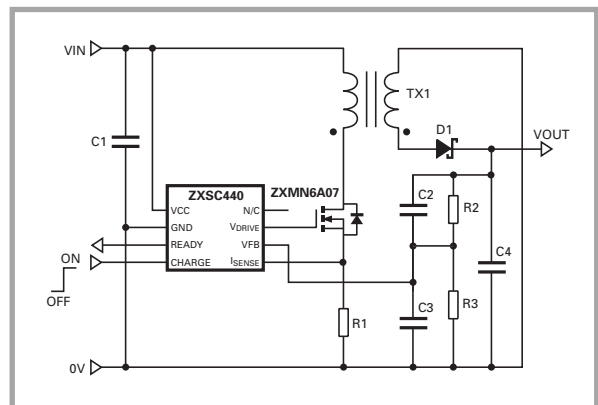 VIN
TX1
C1
D1
VOUT
ZXSC440
ZXMN6A07
C2
R2
VCC
N/C
GND
VDRIVE
READY
VFB
C4
ON
CHARGE
ISENSE
OFF
C3
R3
R1
0V